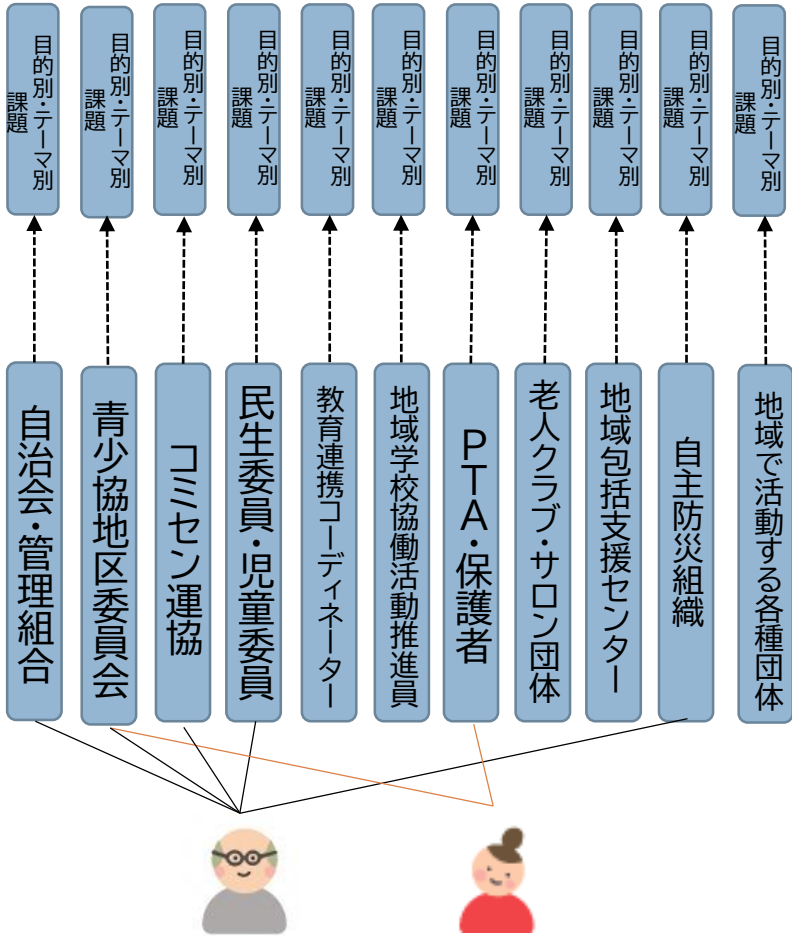 目的別・テーマ別
課題
目的別・テーマ別
課題
目的別・テーマ別
課題
目的別・テーマ別
課題
目的別・テーマ別
課題
目的別・テーマ別
課題
目的別・テーマ別
課題
目的別・テーマ別
課題
目的別・テーマ別
課題
目的別・テーマ別
課題
目的別・テーマ別
課題
自治会・管理組合
青少協地区委員会
コミセン運協
民生委員・児童委員
教育連携コーディネーター
地域学校協働活動推進員
PTA・保護者
老人クラブ・サロン団体
地域包括支援センター
自主防災組織
地域で活動する各種団体